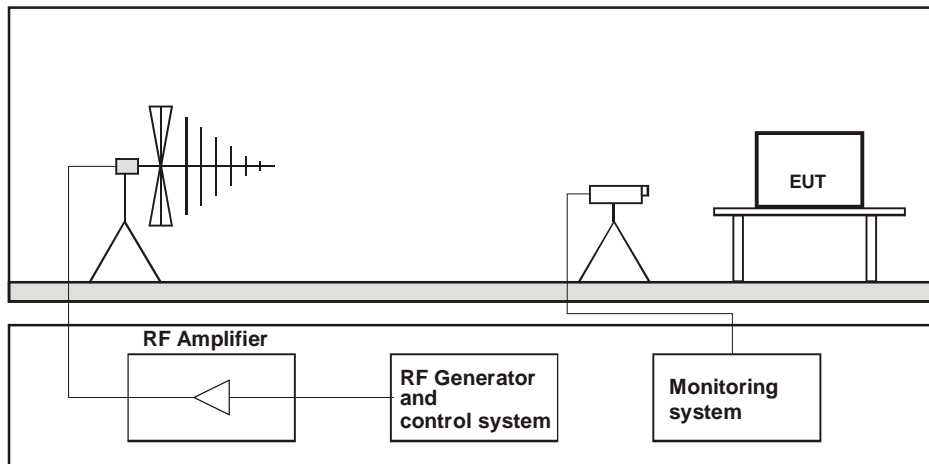 EUT
RF Amplifier
RF Generator
and
control system
Monitoring
system